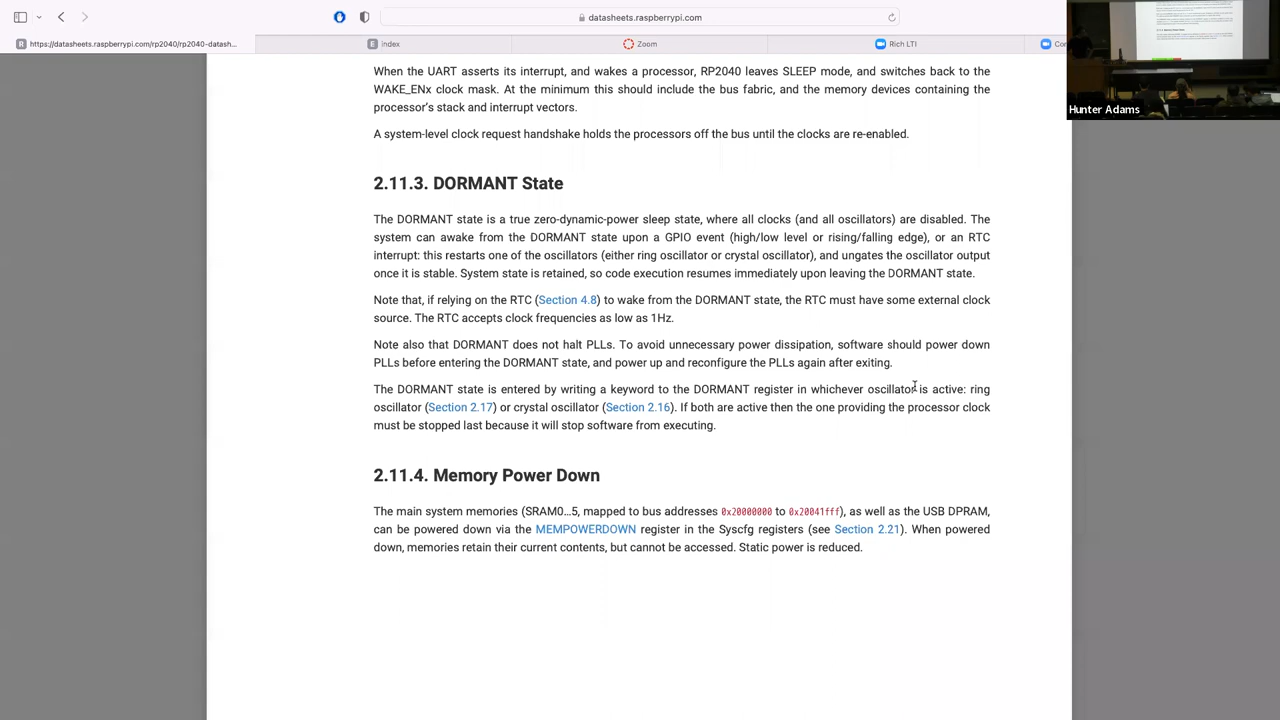 datasheets.raspberrypi.com
https://datasheets.raspberrypi.com/rp2040/rp2040-datash...
Index
Zoom
Rich LTI
Hunter Adams
When the UART sends its interrupt, and wakes a processor, RP2040 leaves SLEEP mode, and switches back to the
WAKE_ENx clock mask. At the minimum this should include the bus fabric, and the memory devices containing the
processor's stack and interrupt vectors.
A system-level clock request handshake holds the processors off the bus until the clocks are re-enabled.
2.11.3. DORMANT State
The DORMANT state is a true zero-dynamic-power sleep state, where all clocks (and all oscillators) are disabled. The
system can awake from the DORMANT state upon a GPIO event (high/low level or rising/falling edge), or an RTC
interrupt: this restarts one of the oscillators (either ring oscillator or crystal oscillator), and ungates the oscillator output
once it is stable. System state is retained, so code execution resumes immediately upon leaving the DORMANT state.
Note that, if relying on the RTC (Section 4.8) to wake from the DORMANT state, the RTC must have some external clock
source. The RTC accepts clock frequencies as low as 1Hz.
Note also that DORMANT does not halt PLLs. To avoid unnecessary power dissipation, software should power down
PLLs before entering the DORMANT state, and power up and reconfigure the PLLs again after exiting.
The DORMANT state is entered by writing a keyword to the DORMANT register in whichever oscillator is active: ring
oscillator (Section 2.17) or crystal oscillator (Section 2.16). If both are active then the one providing the processor clock
must be stopped last because it will stop software from executing.
2.11.4. Memory Power Down
The main system memories (SRAM0...5, mapped to bus addresses 0x20000000 to 0x20041fff), as well as the USB DPRAM,
can be powered down via the MEMPOWERDOWN register in the Syscfg registers (see Section 2.21). When powered
down, memories retain their current contents, but cannot be accessed. Static power is reduced.